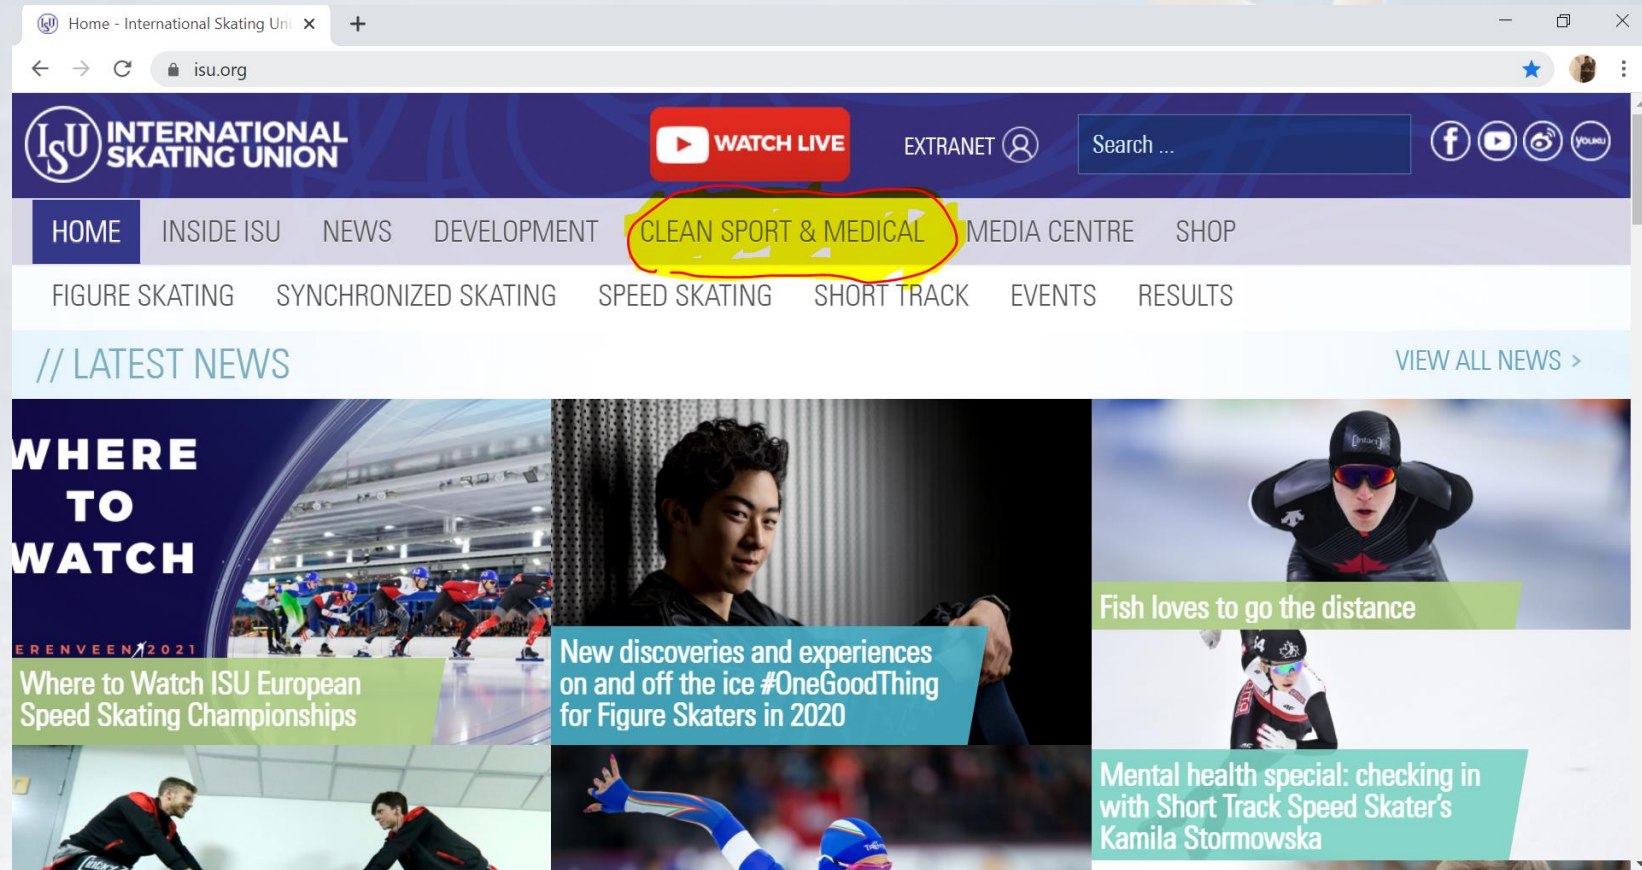 Home - International Skating Uni
isu.org
ISU INTERNATIONAL
SKATING UNION
WATCH LIVE
EXTRANET
Search ...
YOUKU
HOME INSIDE ISU NEWS DEVELOPMENT CLEAN SPORT & MEDICAL MEDIA CENTRE SHOP
FIGURE SKATING SYNCHRONIZED SKATING SPEED SKATING SHORT TRACK EVENTS RESULTS
// LATEST NEWS
VIEW ALL NEWS >
WHERE
TO
WATCH
ERENVEEN 2021
Where to Watch ISU European
Speed Skating Championships
New discoveries and experiences
on and off the ice #OneGoodThing
for Figure Skaters in 2020
[intact]
Fish loves to go the distance
Mental health special: checking in
with Short Track Speed Skater's
Kamila Stormowska